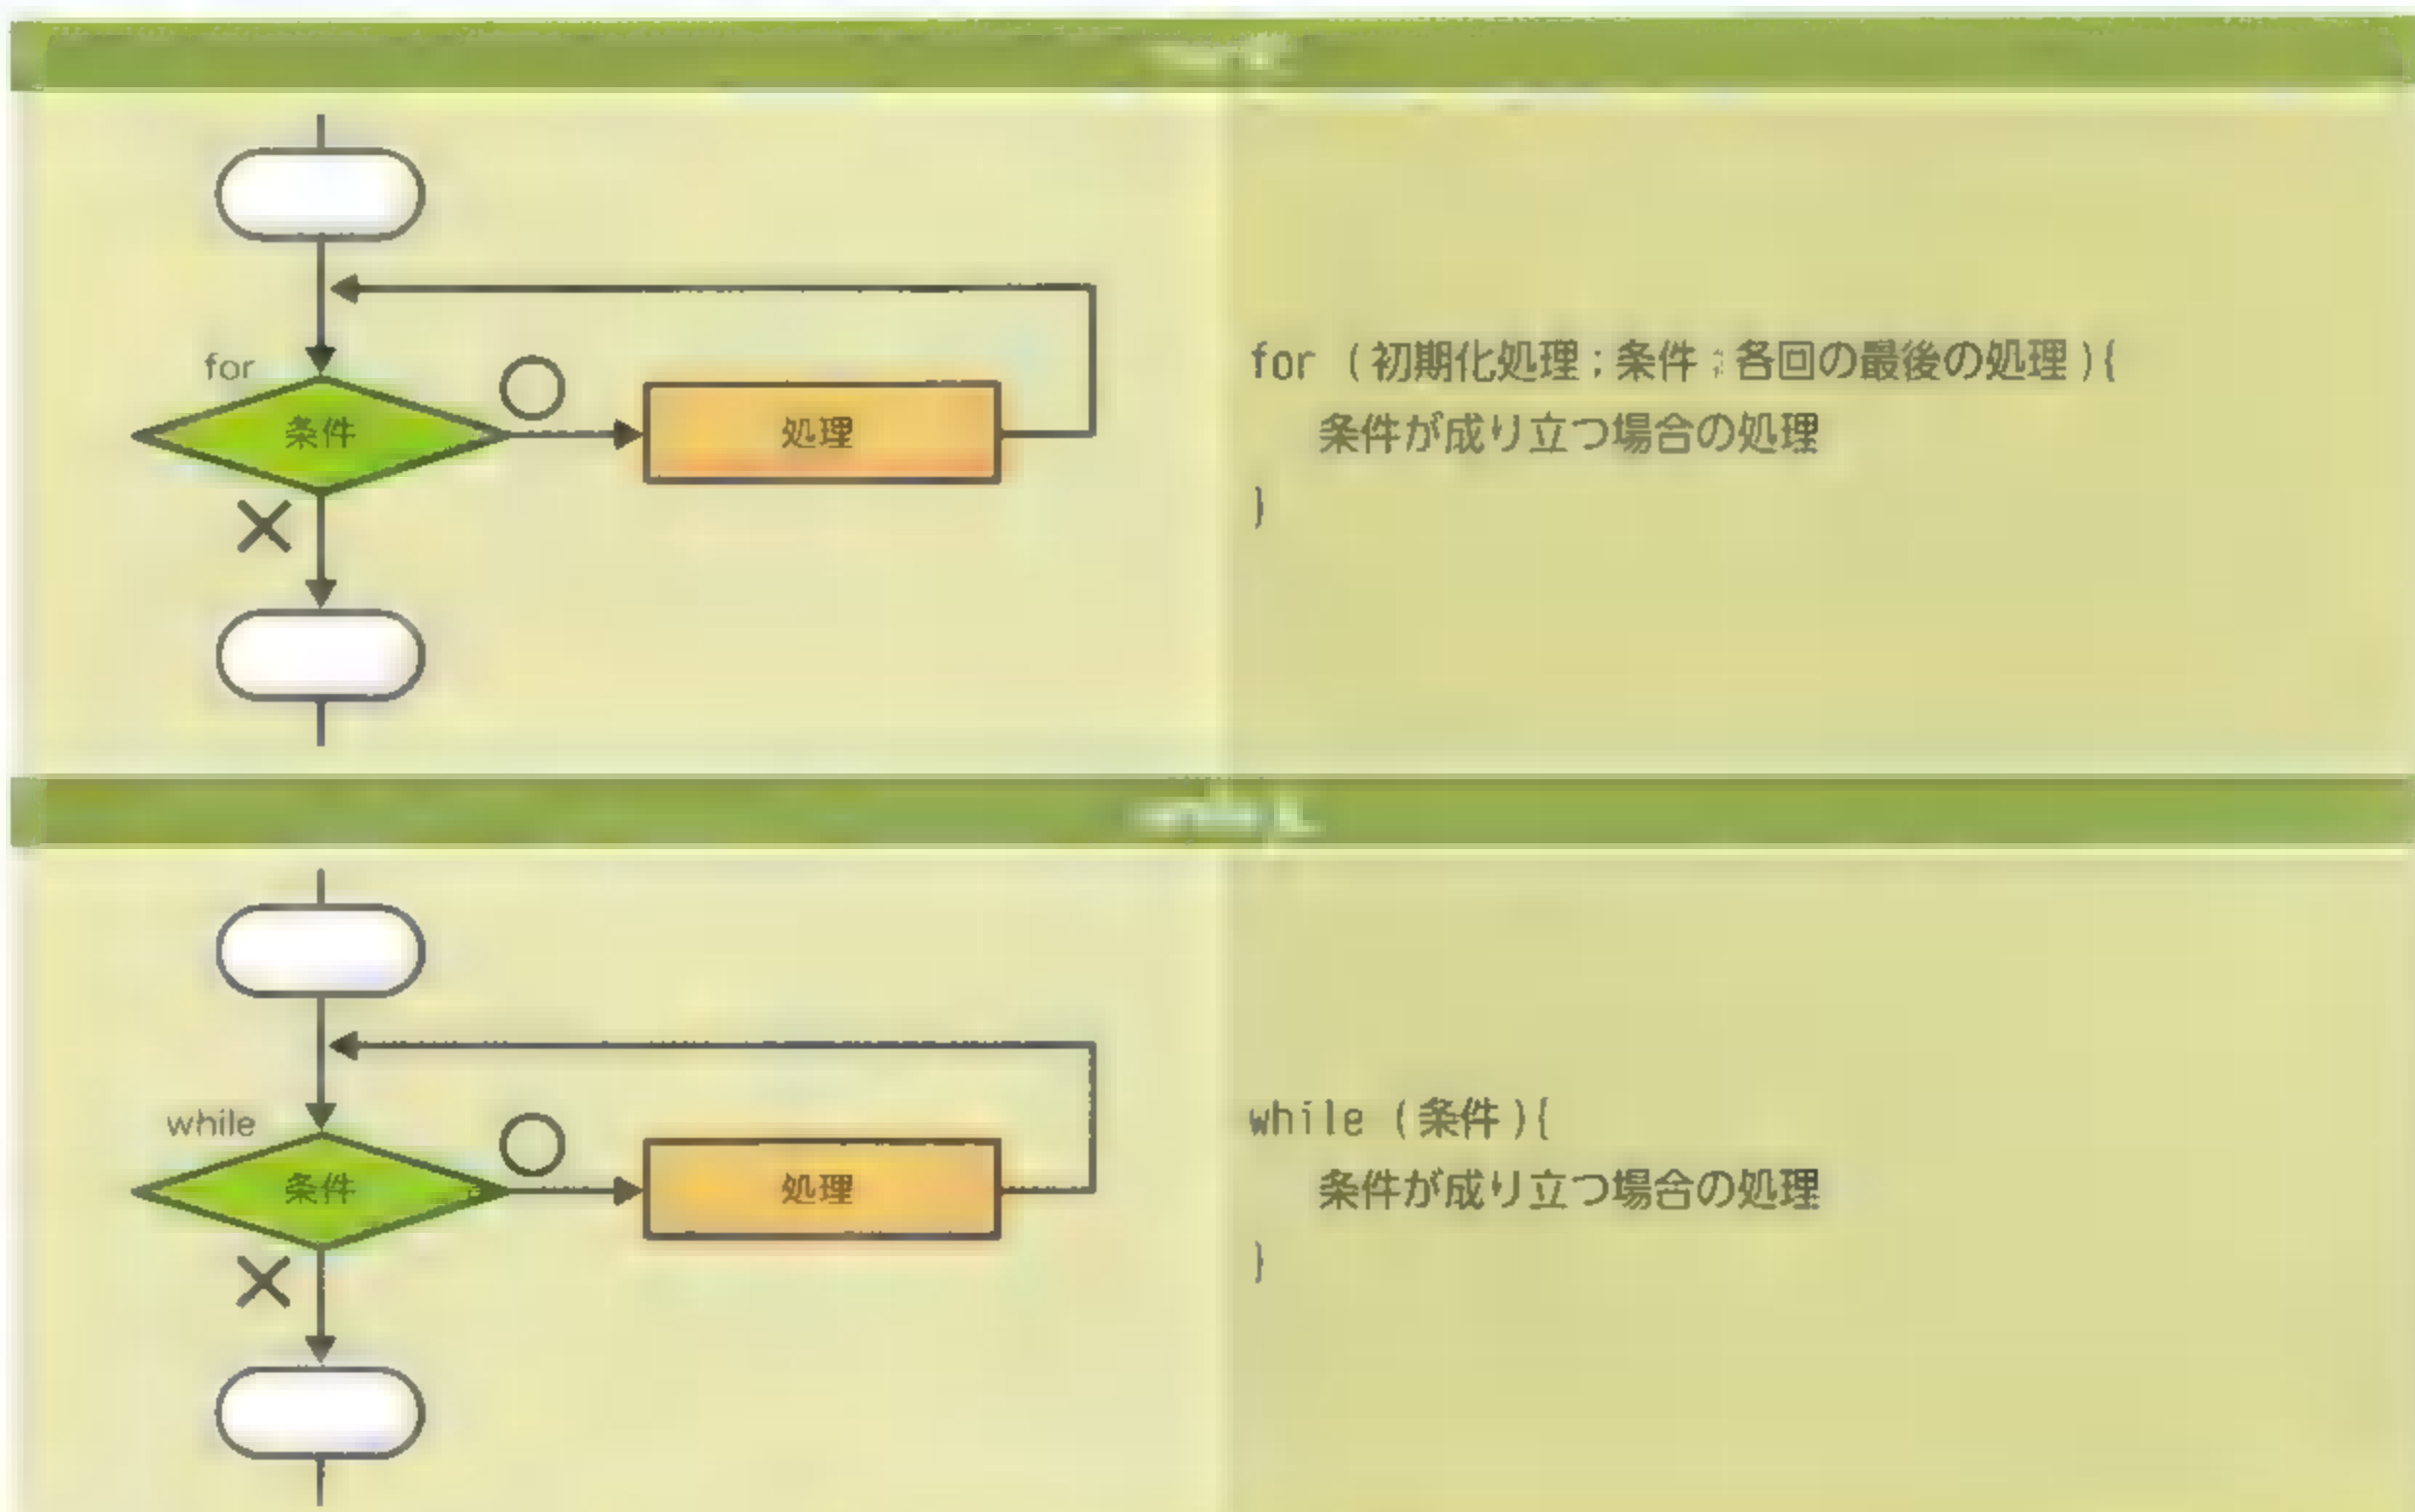 for
条件
処理
for (初期化処理;条件;各回の最後の処理){
条件が成り立つ場合の処理
}
while
条件
処理
while (条件){
条件が成り立つ場合の処理
}